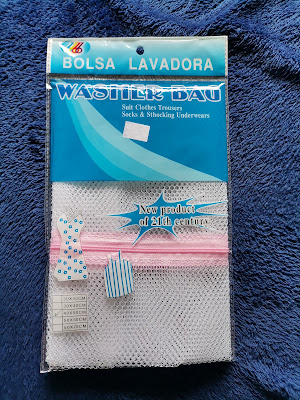 BOLSA LAVADORA
WASHER BAG
Suit Clothes Trousers
Socks & Sthocking Underwears
New product
of 21th century